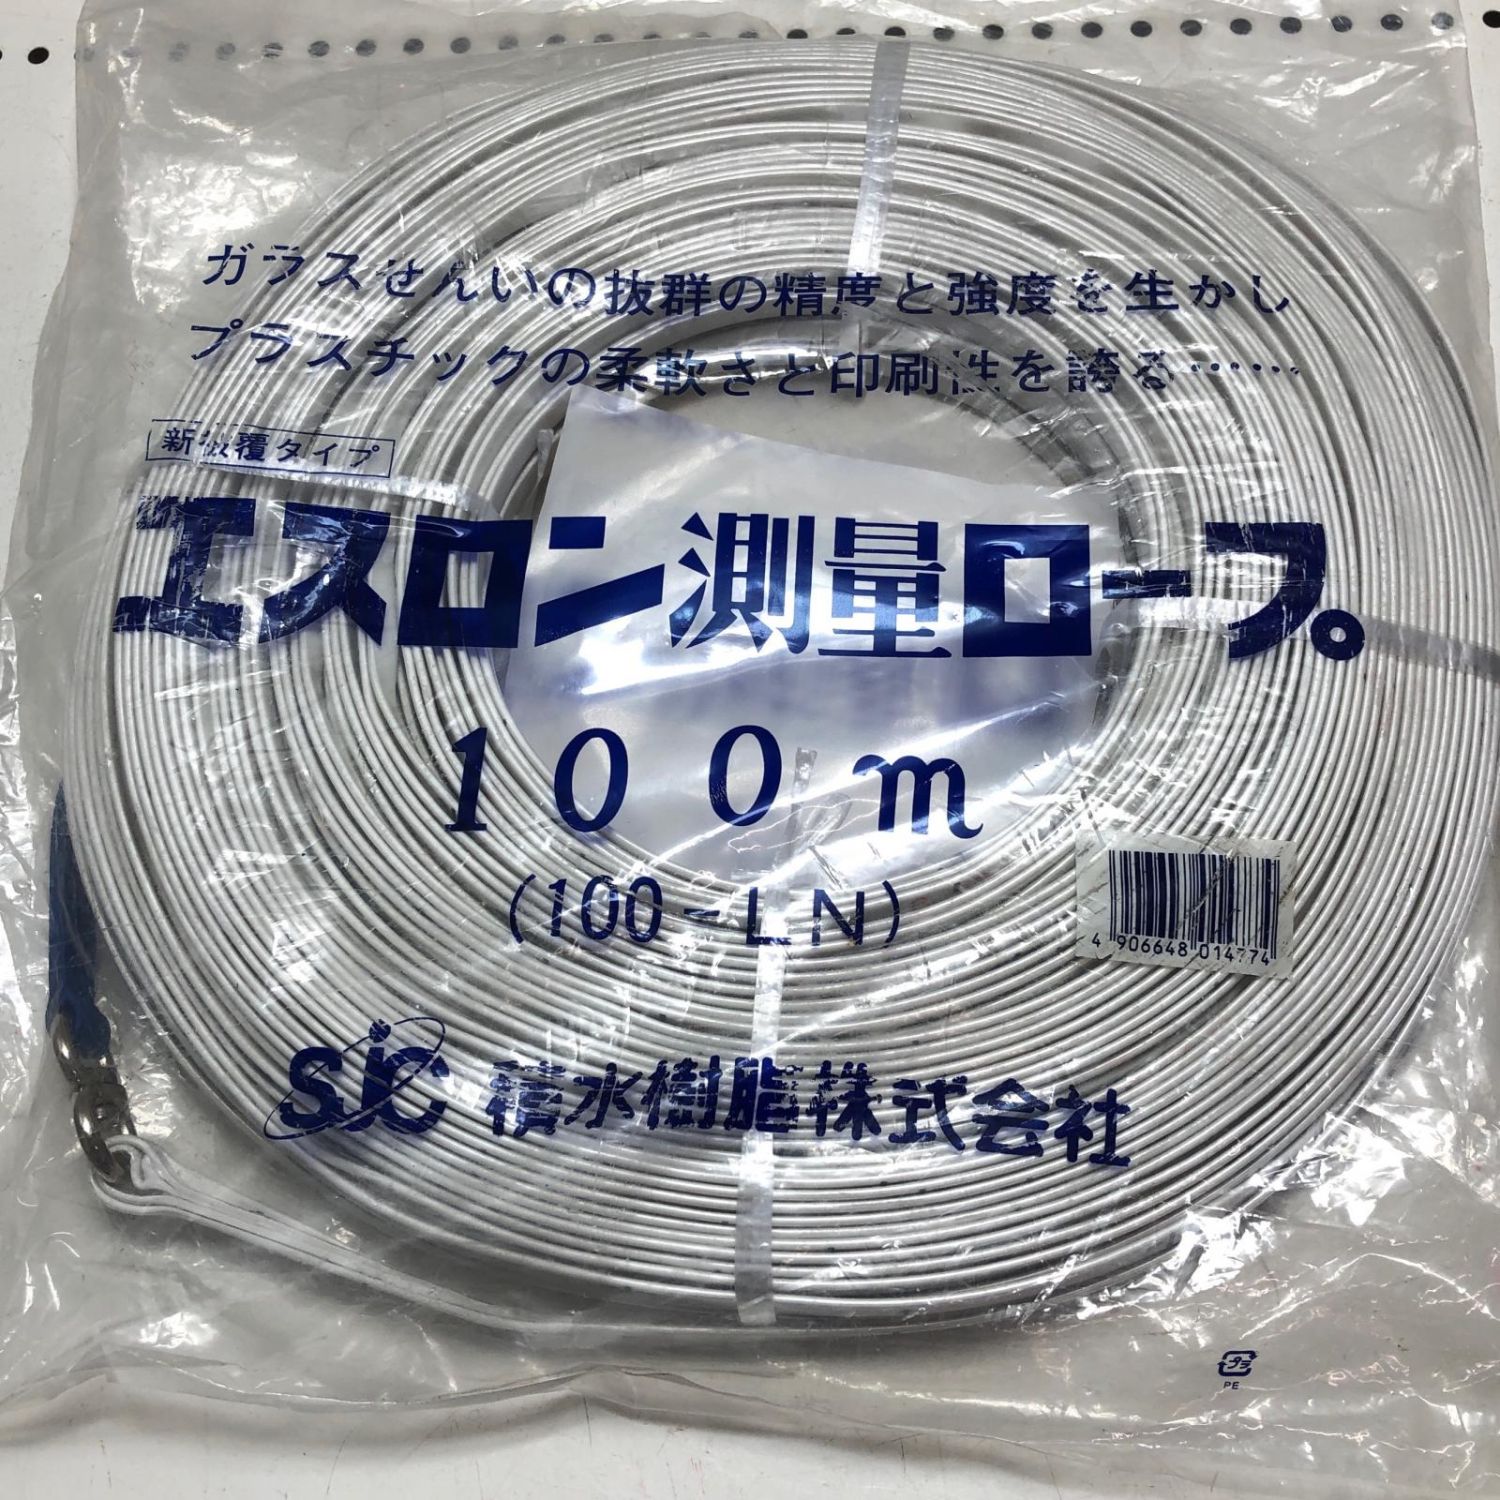 ガラスせんいの抜群の精度と強度を生かし
プラスチックの柔軟さと印刷性を誇る……
新被覆タイプ
エスロン測量ロープ。
100m
(100-LN)
4 906648 014774
SJC 積水樹脂株式会社
プラ
PE